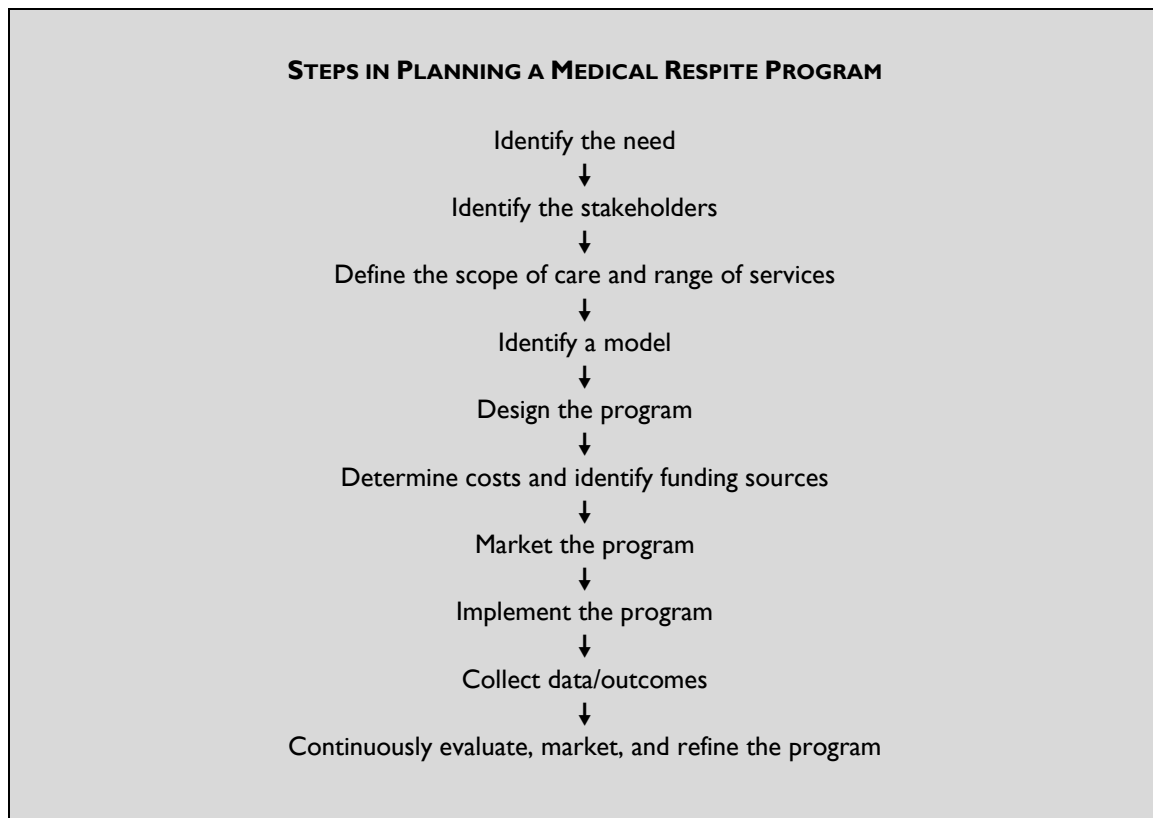 STEPS IN PLANNING A MEDICAL RESPITE PROGRAM
Identify the need
Identify the stakeholders
Define the scope of care and range of services
Identify a model
Design the program
Determine costs and identify funding sources
Market the program
Implement the program
Collect data/outcomes
Continuously evaluate, market, and refine the program